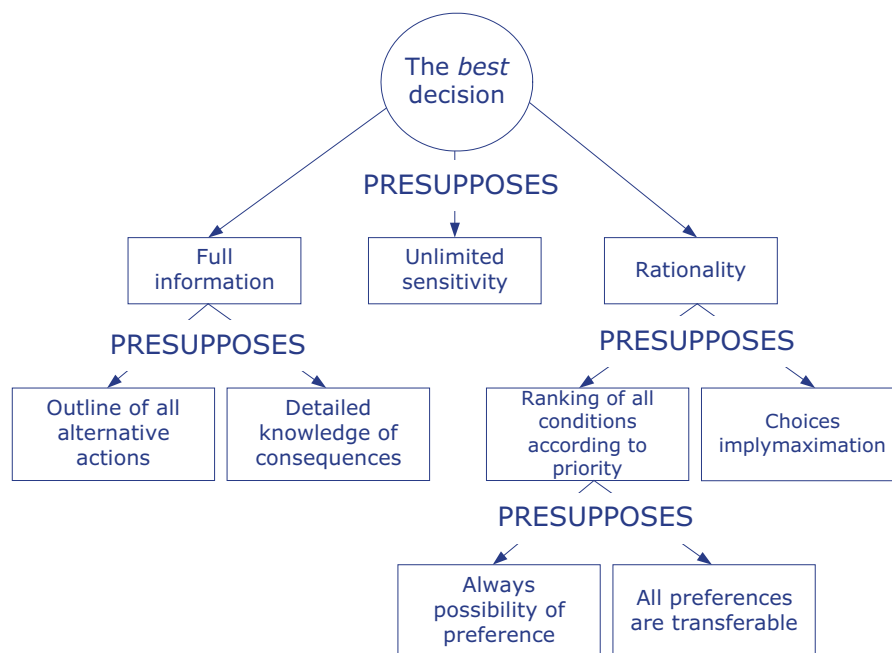 The best
decision
PRESUPPOSES
Full
information
Unlimited
sensitivity
Rationality
PRESUPPOSES
PRESUPPOSES
Outline of all
alternative
actions
Detailed
knowledge of
consequences
Ranking of all
conditions
according to
priority
Choices
implymaximation
PRESUPPOSES
Always
possibility of
preference
All preferences
are transferable